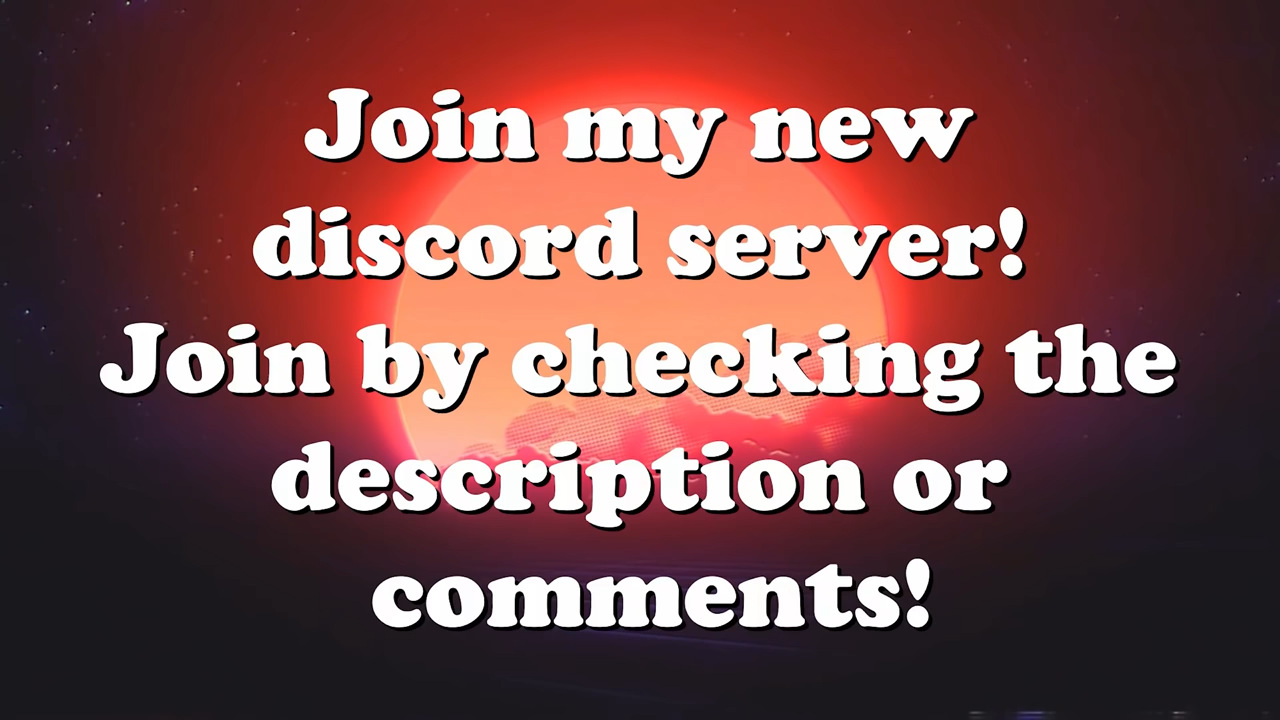 Join my new
discord server!
Join by checking the
description or
comments!